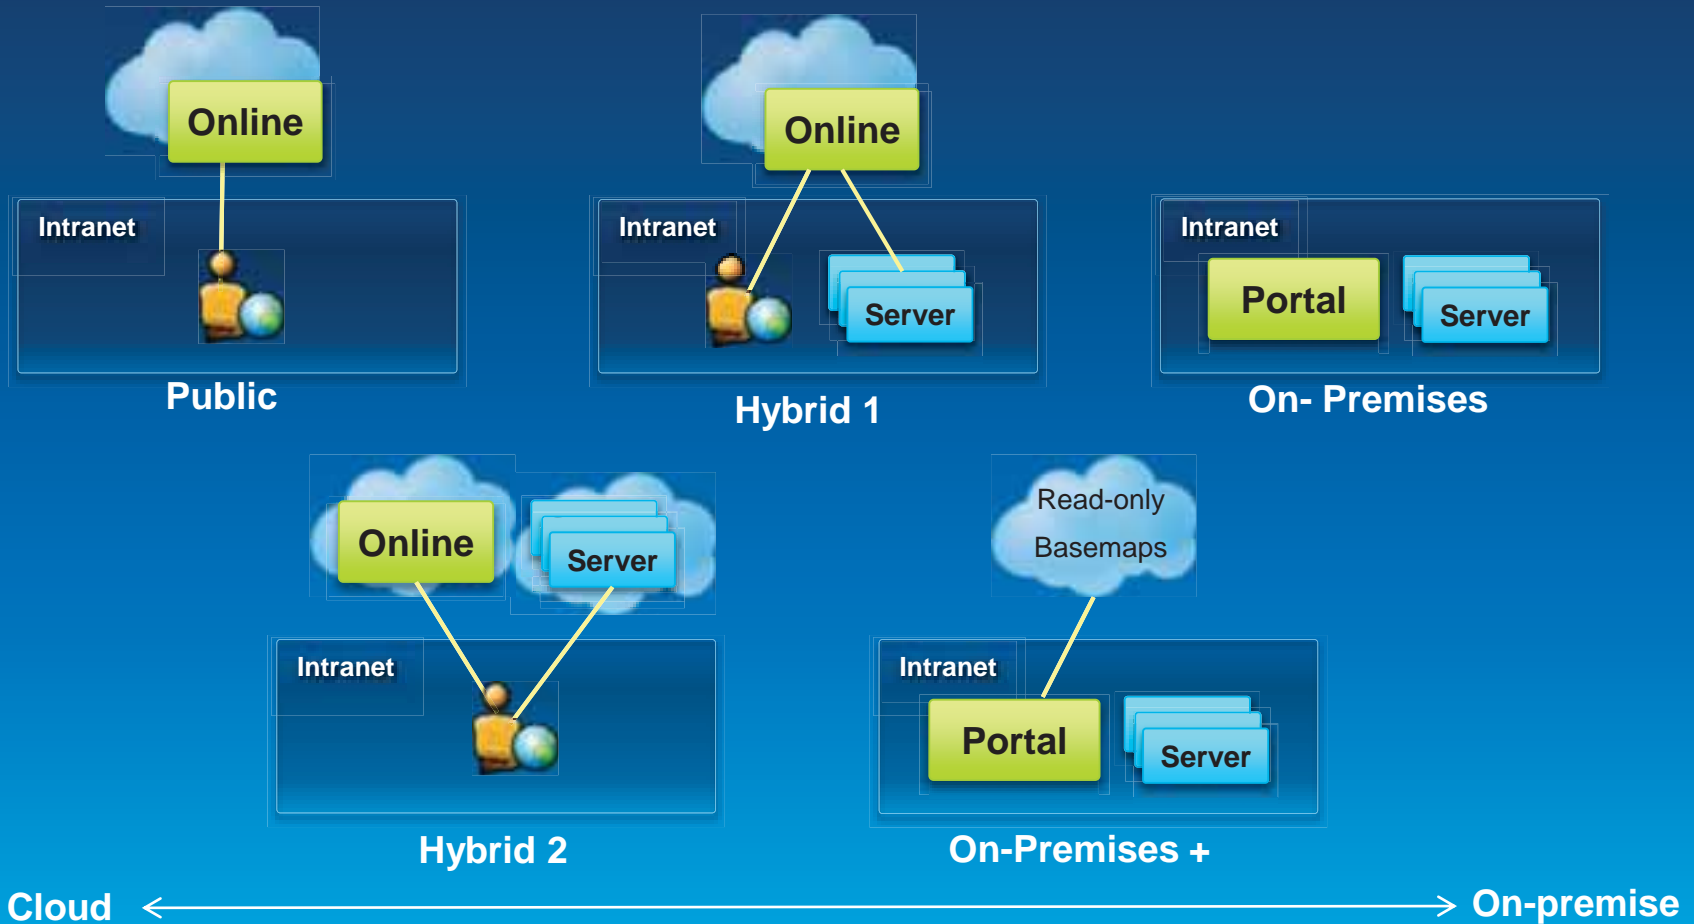 Online
Intranet
Public
Online
Intranet
Server
Hybrid 1
Intranet
Portal
Server
On- Premises
Online
Server
Intranet
Hybrid 2
Read-only
Basemaps
Intranet
Portal
Server
On-Premises +
Cloud
On-premise